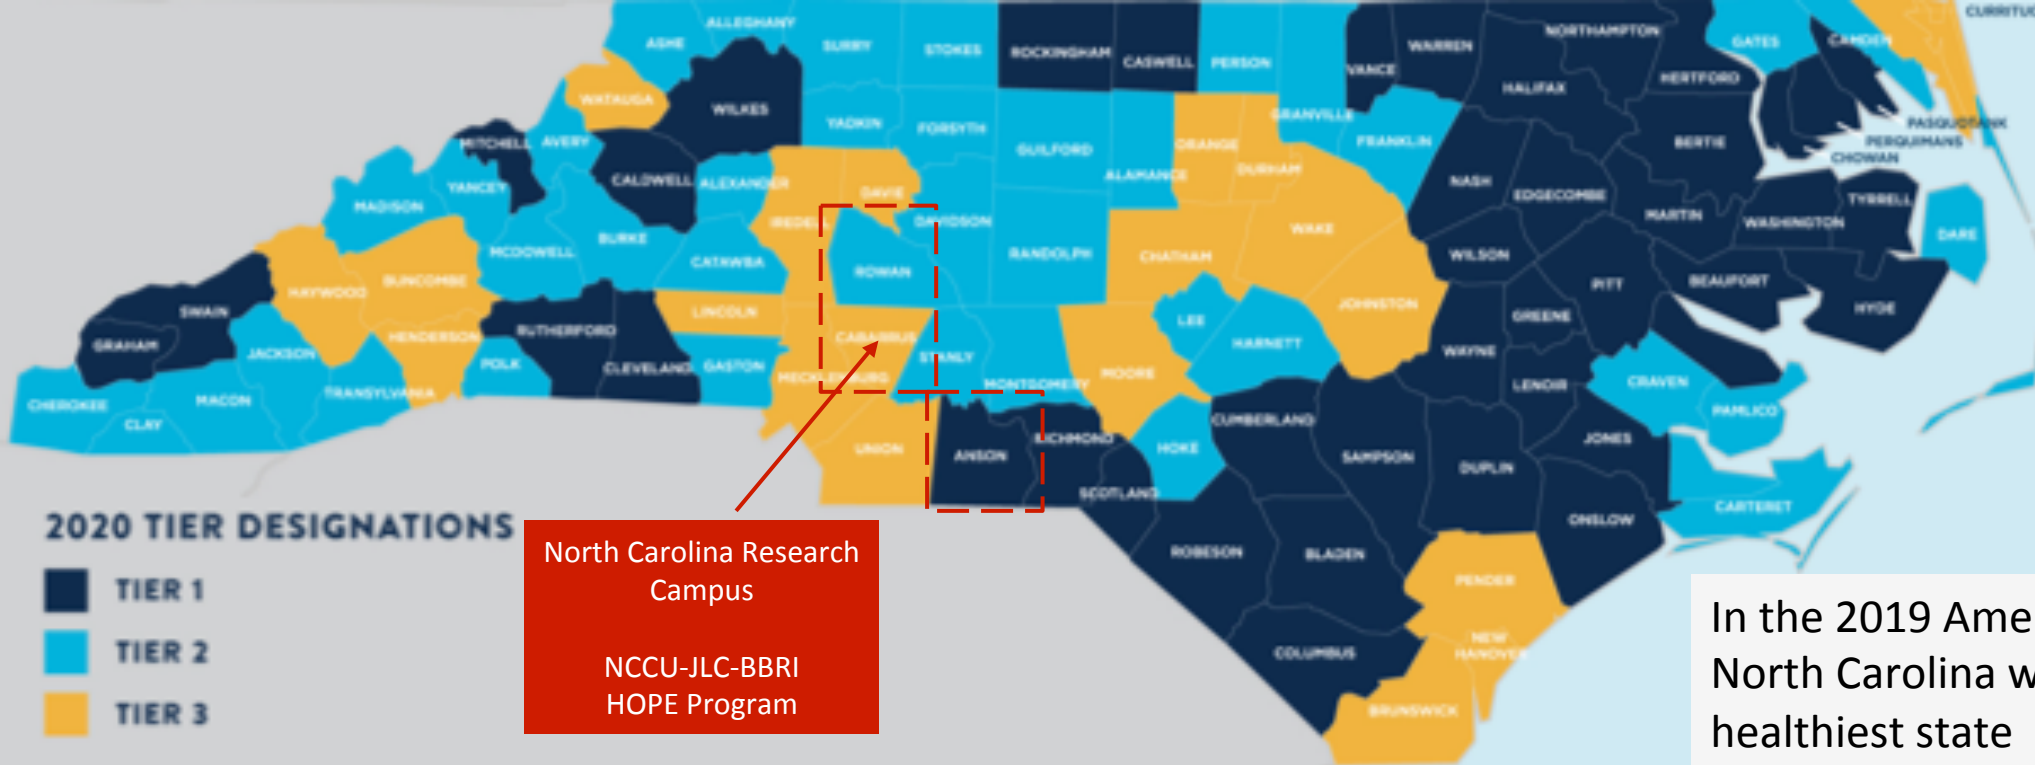 CURRITUC
ALLEGHANY
ASHE
SURRY
STOKES
ROCKINGHAM
CASWELL
PERSON
VANCE
WARREN
NORTHAMPTON
GATES
CAMDEN
HERTFORD
HALIFAX
WATAUGA
WILKES
YADKIN
FORSYTH
GUILFORD
ALAMANCE
ORANGE
DURHAM
GRANVILLE
FRANKLIN
BERTIE
PASQUOTANK
PERQUIMANS
CHOWAN
MITCHELL
AVERY
YANCEY
CALDWELL
ALEXANDER
DAVIE
IREDELL
DAVIDSON
NASH
EDGECOMBE
MARTIN
WASHINGTON
TYRRELL
DARE
MADISON
MCDOWELL
BURKE
CATAWBA
ROWAN
RANDOLPH
CHATHAM
WAKE
WILSON
PITT
BEAUFORT
HYDE
HAYWOOD
BUNCOMBE
SWAIN
GRAHAM
JACKSON
HENDERSON
RUTHERFORD
LINCOLN
CABARRUS
LEE
JOHNSTON
GREENE
HARNETT
WAYNE
POLK
CLEVELAND
GASTON
MECKLENBURG
STANLY
MONTGOMERY
MOORE
LENOIR
CRAVEN
PAMLICO
CHEROKEE
CLAY
MACON
TRANSYLVANIA
UNION
ANSON
RICHMOND
SCOTLAND
HOKE
CUMBERLAND
SAMPSON
DUPLIN
JONES
ONSLOW
CARTERET
ROBESON
BLADEN
PENDER
COLUMBUS
NEW
HANOVER
BRUNSWICK
2020 TIER DESIGNATIONS
TIER 1
TIER 2
TIER 3
North Carolina Research
Campus
NCCU-JLC-BBRI
HOPE Program
In the 2019 Ame
North Carolina w
healthiest state